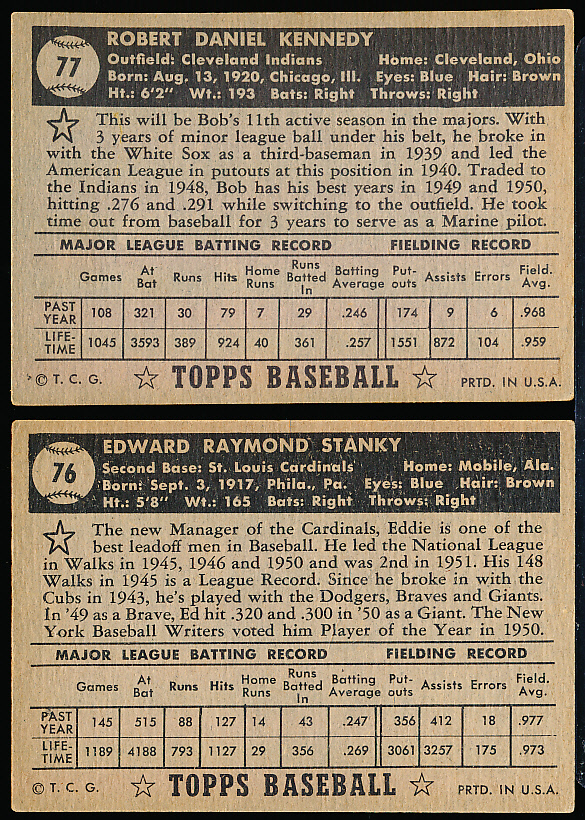 77
ROBERT DANIEL KENNEDY
Outfield: Cleveland Indians Home: Cleveland, Ohio
Born: Aug. 13, 1920, Chicago, Ill. Eyes: Blue Hair: Brown
Ht.: 6'2" Wt.: 193 Bats: Right Throws: Right
This will be Bob's 11th active season in the majors. With
3 years of minor league ball under his belt, he broke in
with the White Sox as a third-baseman in 1939 and led the
American League in putouts at this position in 1940. Traded to
the Indians in 1948, Bob has his best years in 1949 and 1950,
hitting .276 and .291 while switching to the outfield. He took
time out from baseball for 3 years to serve as a Marine pilot.
MAJOR LEAGUE BATTING RECORD FIELDING RECORD
Games At Bat Runs Hits Home Runs Runs Batted In Batting Average Put-outs Assists Errors Field. Avg.
PAST YEAR 108 321 30 79 7 29 .246 174 9 6 .968
LIFE-TIME 1045 3593 389 924 40 361 .257 1551 872 104 .959
© T. C. G. TOPPS BASEBALL PRTD. IN U.S.A.
76
EDWARD RAYMOND STANKY
Second Base: St. Louis Cardinals Home: Mobile, Ala.
Born: Sept. 3, 1917, Phila., Pa. Eyes: Blue Hair: Brown
Ht.: 5'8" Wt.: 165 Bats: Right Throws: Right
The new Manager of the Cardinals, Eddie is one of the
best leadoff men in Baseball. He led the National League
in Walks in 1945, 1946 and 1950 and was 2nd in 1951. His 148
Walks in 1945 is a League Record. Since he broke in with the
Cubs in 1943, he's played with the Dodgers, Braves and Giants.
In '49 as a Brave, Ed hit .320 and .300 in '50 as a Giant. The New
York Baseball Writers voted him Player of the Year in 1950.
MAJOR LEAGUE BATTING RECORD FIELDING RECORD
Games At Bat Runs Hits Home Runs Runs Batted In Batting Average Put-outs Assists Errors Field. Avg.
PAST YEAR 145 515 88 127 14 43 .247 356 412 18 .977
LIFE-TIME 1189 4188 793 1127 29 356 .269 3061 3257 175 .973
© T. C. G. TOPPS BASEBALL PRTD. IN U.S.A.